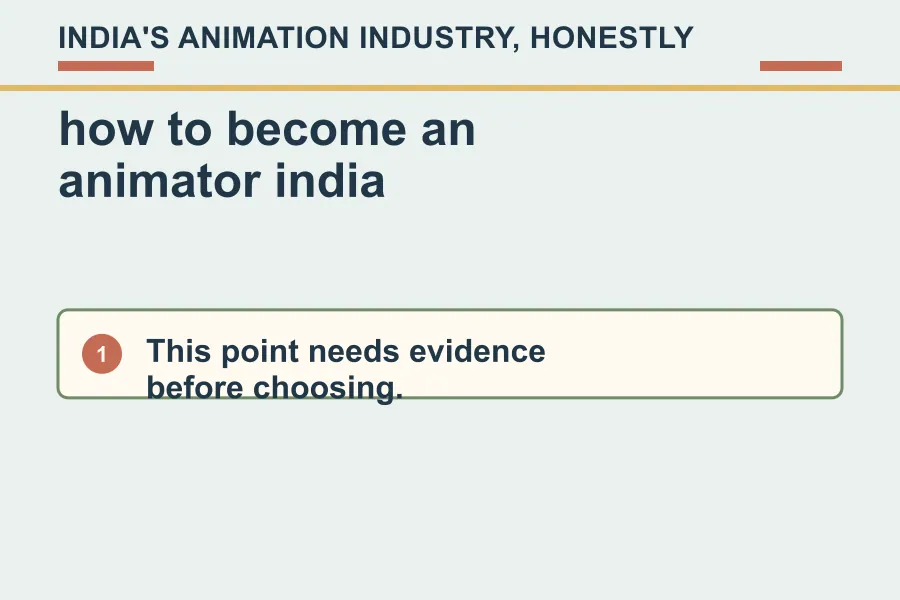 INDIA'S ANIMATION INDUSTRY, HONESTLY
how to become an
animator india
1
This point needs evidence
before choosing.